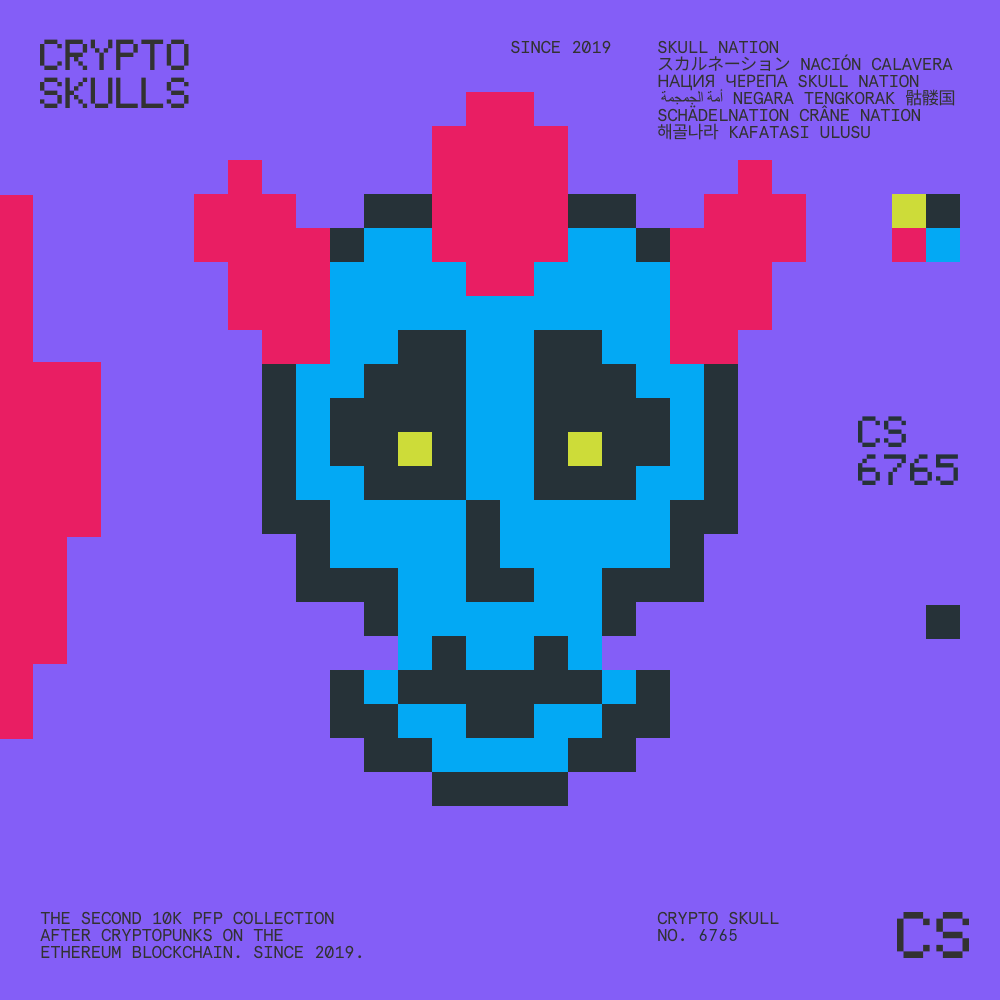 CRYPTO
SKULLS
SINCE 2019
SKULL NATION
スカルネーション NACIÓN CALAVERA
НАЦИЯ ЧЕРЕПА SKULL NATION
أمة الجمجمة NEGARA TENGKORAK 骷髅国
SCHÄDELNATION CRÂNE NATION
해골나라 KAFATASI ULUSU
CS
6765
THE SECOND 10K PFP COLLECTION
AFTER CRYPTOPUNKS ON THE
ETHEREUM BLOCKCHAIN. SINCE 2019.
CRYPTO SKULL
NO. 6765
CS